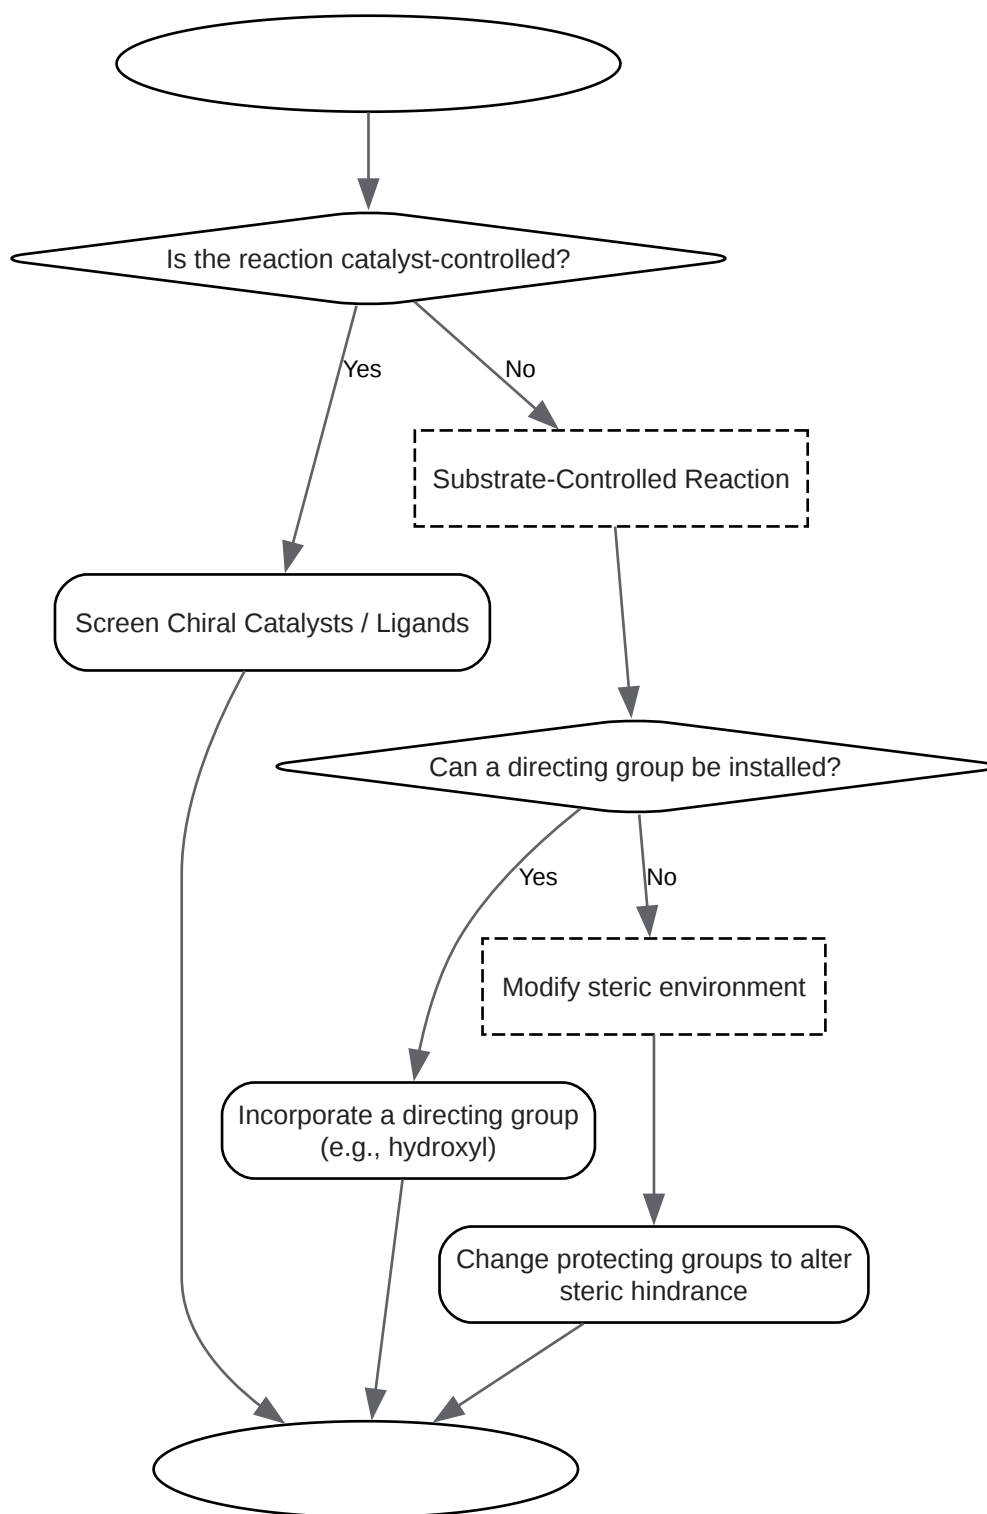 Is the reaction catalyst-controlled?
Yes
No
Substrate-Controlled Reaction
Screen Chiral Catalysts / Ligands
Can a directing group be installed?
Yes
No
Modify steric environment
Incorporate a directing group
(e.g., hydroxyl)
Change protecting groups to alter
steric hindrance